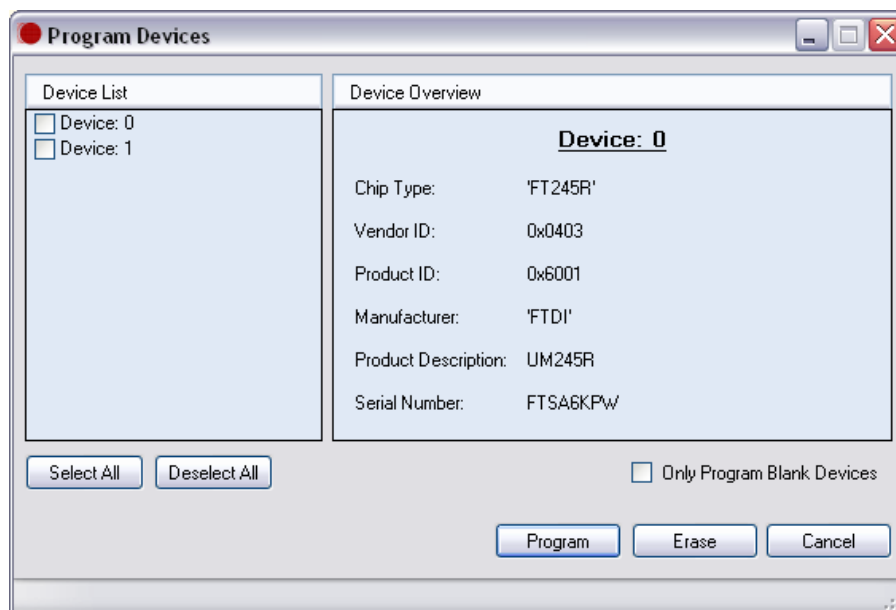 Program Devices
Device List
Device Overview
Device: 0
Device: 1
Device: 0
Chip Type: 'FT245R'
Vendor ID: 0x0403
Product ID: 0x6001
Manufacturer: 'FTDI'
Product Description: UM245R
Serial Number: FTSA6KPW
Select All Deselect All Only Program Blank Devices
Program Erase Cancel